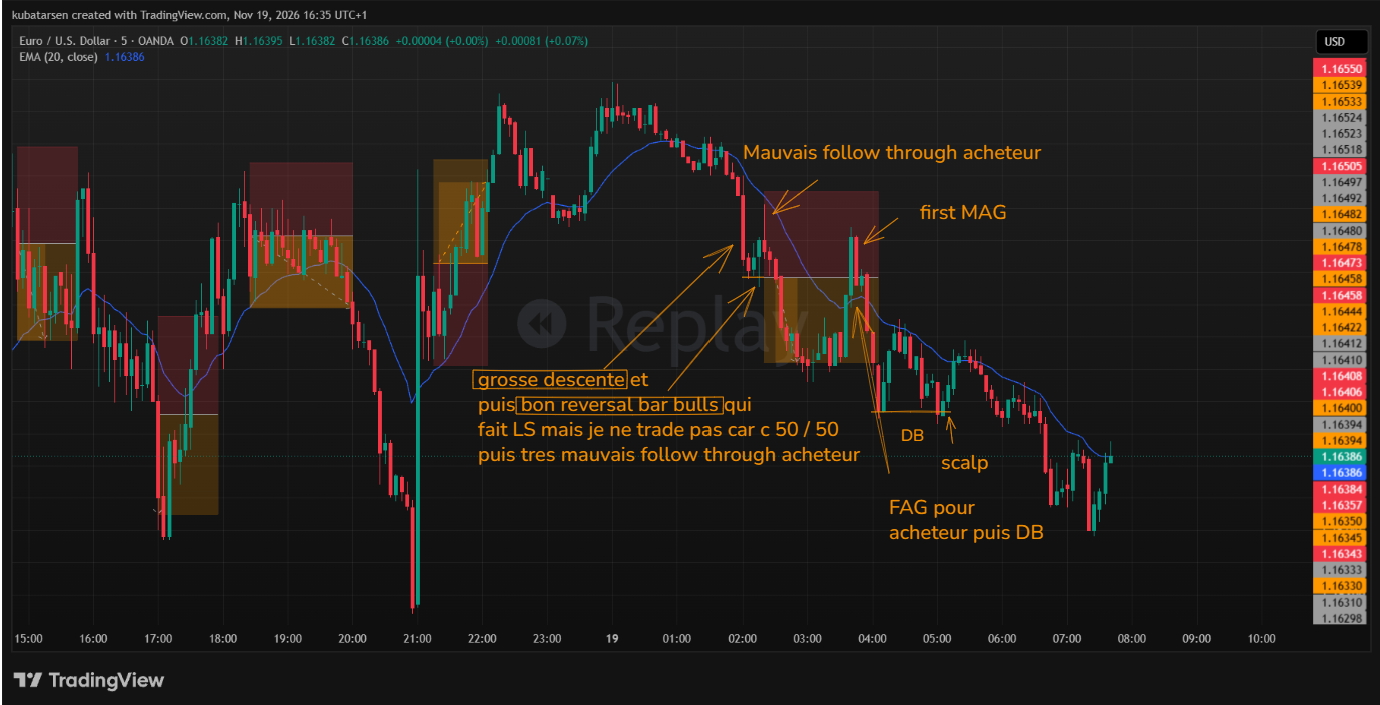 kubatarsen created with TradingView.com, Nov 19, 2026 16:35 UTC+1
Euro / U.S. Dollar · 5 · OANDA O1.16382 H1.16395 L1.16382 C1.16386 +0.00004 (+0.00%) +0.00081 (+0.07%)
EMA (20, close) 1.16386
USD
1.16550
1.16539
1.16533
1.16524
1.16523
1.16518
1.16505
1.16497
1.16492
1.16482
1.16480
1.16478
1.16473
1.16458
1.16458
1.16444
1.16422
1.16412
1.16410
1.16408
1.16406
1.16400
1.16394
1.16394
1.16386
1.16386
1.16384
1.16357
1.16350
1.16345
1.16343
1.16333
1.16330
1.16310
1.16298
Mauvais follow through acheteur
first MAG
Replay
grosse descente et
puis bon reversal bar bulls qui
fait LS mais je ne trade pas car c 50 / 50
puis tres mauvais follow through acheteur
DB
scalp
FAG pour
acheteur puis DB
15:00 16:00 17:00 18:00 19:00 20:00 21:00 22:00 23:00 19 01:00 02:00 03:00 04:00 05:00 06:00 07:00 08:00 09:00 10:00
TradingView